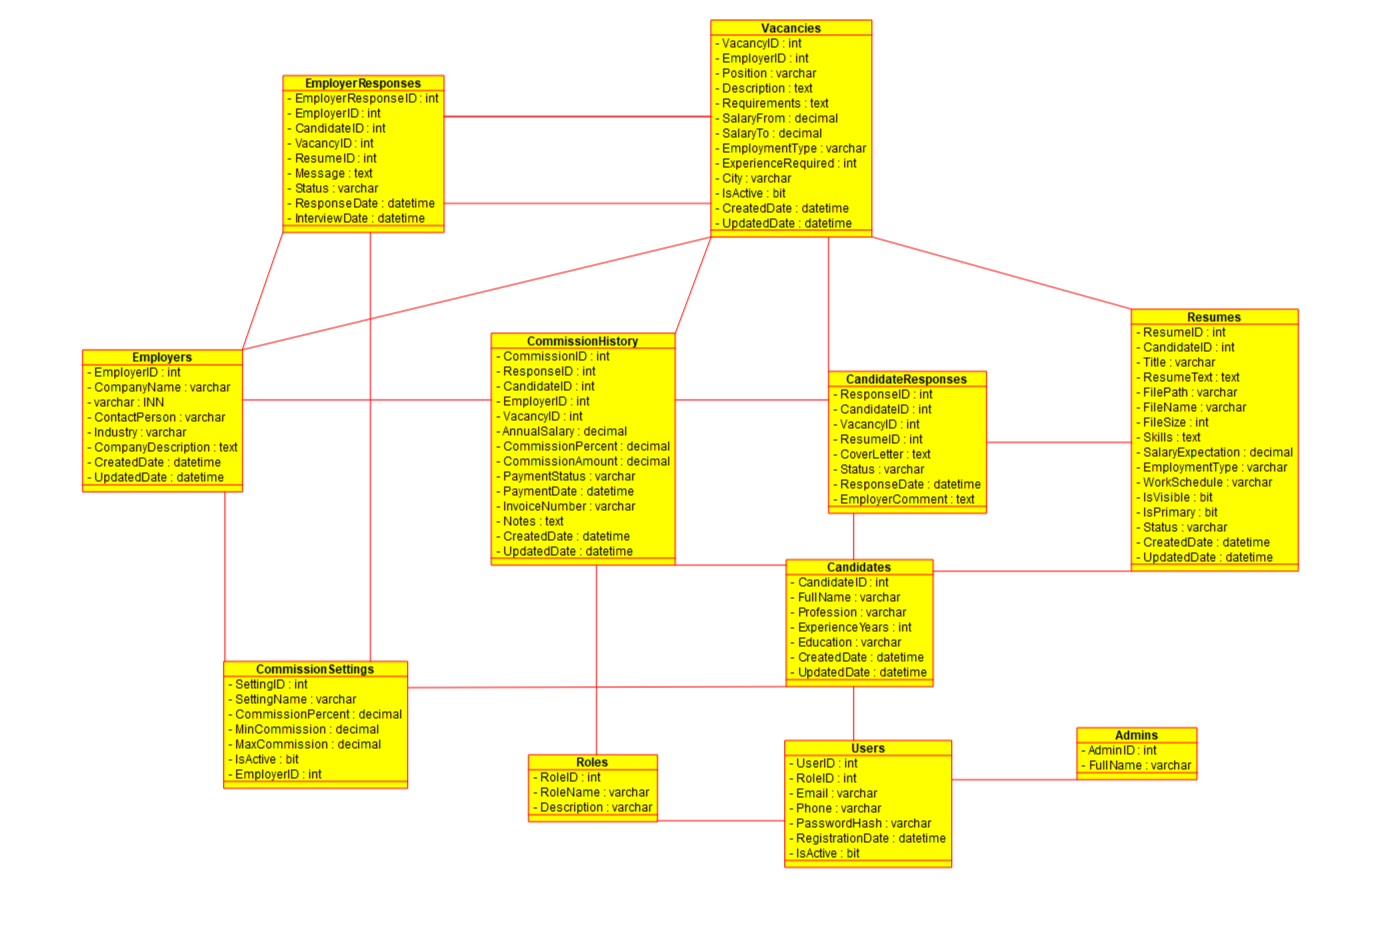 Vacancies
- VacancyID : int
- EmployerID : int
- Position : varchar
- Description : text
- Requirements : text
- SalaryFrom : decimal
- SalaryTo : decimal
- EmploymentType : varchar
- ExperienceRequired : int
- City : varchar
- IsActive : bit
- CreatedDate : datetime
- UpdatedDate : datetime
EmployerResponses
- EmployerResponseID : int
- EmployerID : int
- CandidateID : int
- VacancyID : int
- ResumeID : int
- Message : text
- Status : varchar
- ResponseDate : datetime
- InterviewDate : datetime
Employers
- EmployerID : int
- CompanyName : varchar
- varchar : INN
- ContactPerson : varchar
- Industry : varchar
- CompanyDescription : text
- CreatedDate : datetime
- UpdatedDate : datetime
CommissionHistory
- CommissionID : int
- ResponseID : int
- CandidateID : int
- EmployerID : int
- VacancyID : int
- AnnualSalary : decimal
- CommissionPercent : decimal
- CommissionAmount : decimal
- PaymentStatus : varchar
- PaymentDate : datetime
- InvoiceNumber : varchar
- Notes : text
- CreatedDate : datetime
- UpdatedDate : datetime
CandidateResponses
- ResponseID : int
- CandidateID : int
- VacancyID : int
- ResumeID : int
- CoverLetter : text
- Status : varchar
- ResponseDate : datetime
- EmployerComment : text
Resumes
- ResumeID : int
- CandidateID : int
- Title : varchar
- ResumeText : text
- FilePath : varchar
- FileName : varchar
- FileSize : int
- Skills : text
- SalaryExpectation : decimal
- EmploymentType : varchar
- WorkSchedule : varchar
- IsVisible : bit
- IsPrimary : bit
- Status : varchar
- CreatedDate : datetime
- UpdatedDate : datetime
Candidates
- CandidateID : int
- FullName : varchar
- Profession : varchar
- ExperienceYears : int
- Education : varchar
- CreatedDate : datetime
- UpdatedDate : datetime
CommissionSettings
- SettingID : int
- SettingName : varchar
- CommissionPercent : decimal
- MinCommission : decimal
- MaxCommission : decimal
- IsActive : bit
- EmployerID : int
Roles
- RoleID : int
- RoleName : varchar
- Description : varchar
Users
- UserID : int
- RoleID : int
- Email : varchar
- Phone : varchar
- PasswordHash : varchar
- RegistrationDate : datetime
- IsActive : bit
Admins
- AdminID : int
- FullName : varchar